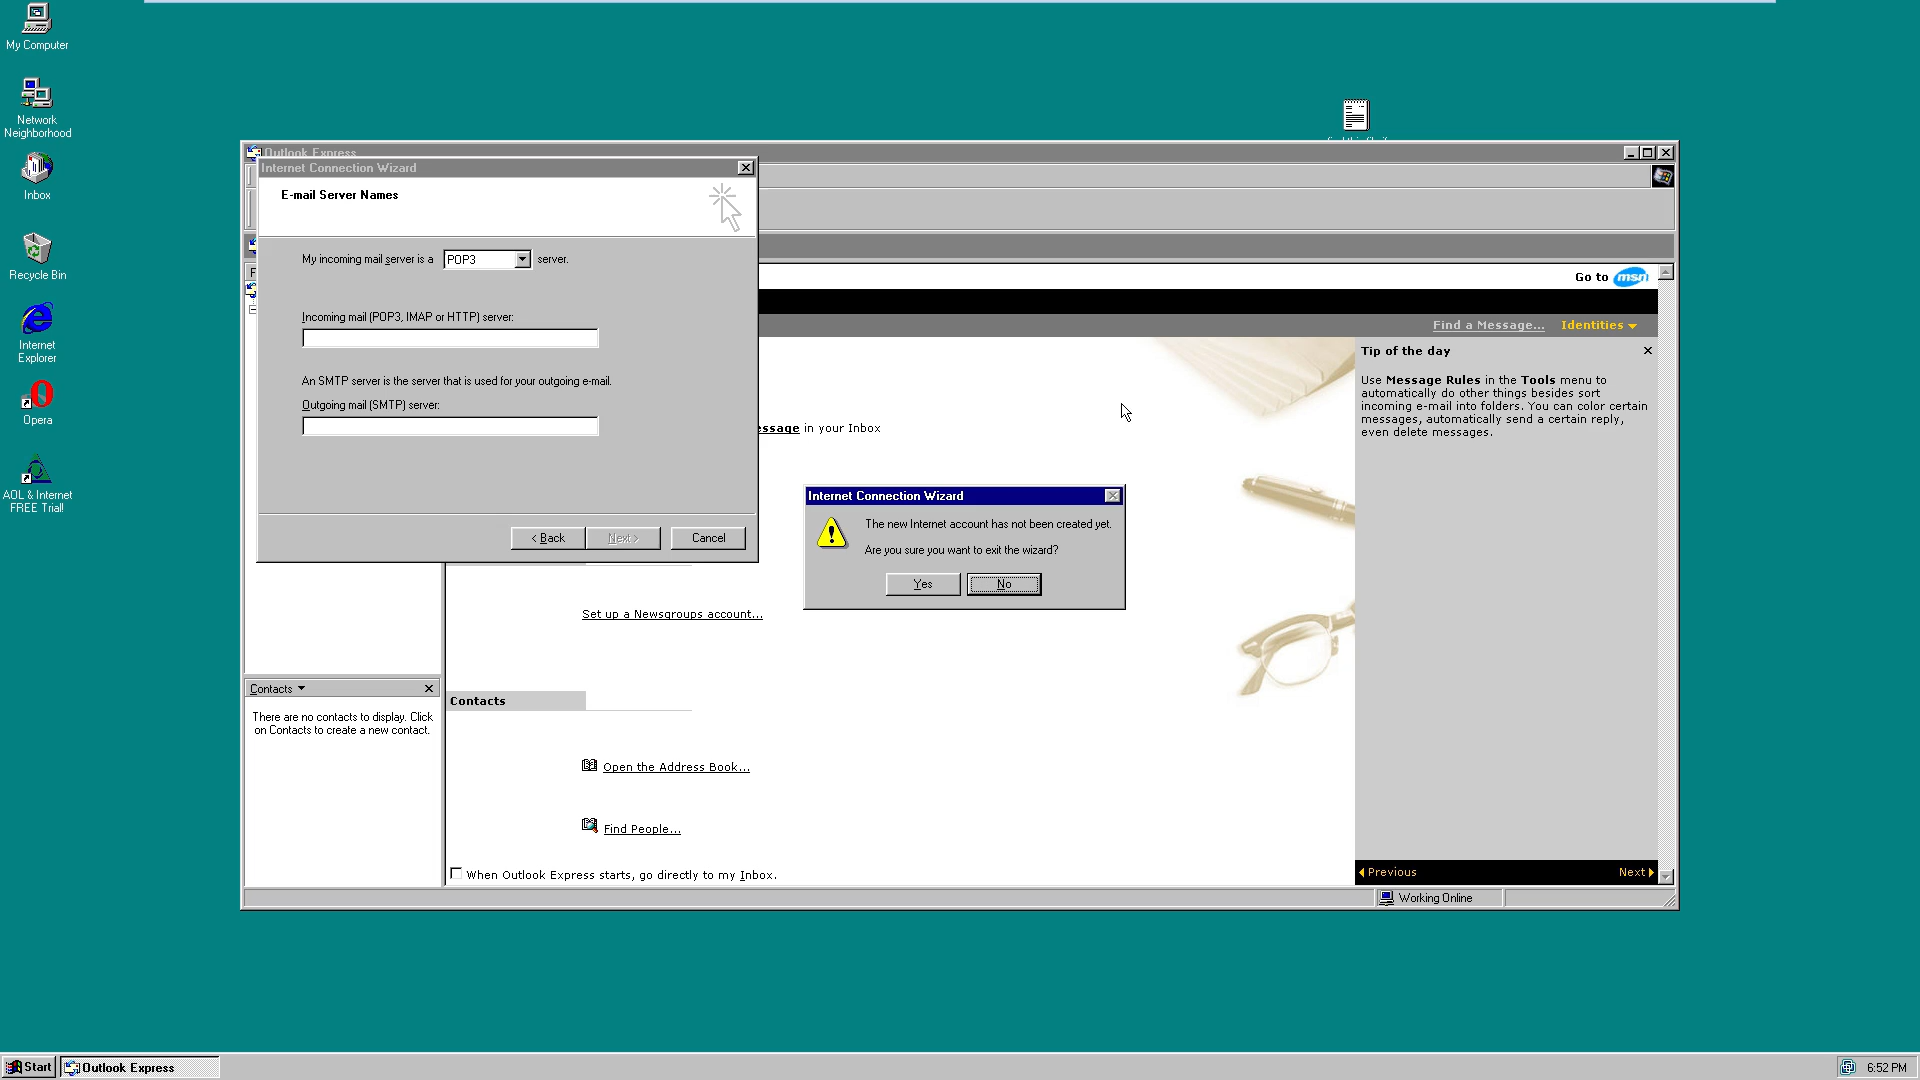 My Computer
Network
Neighborhood
Inbox
Recycle Bin
Internet
Explorer
Opera
AOL & Internet
FREE Trial!
Outlook Express
Internet Connection Wizard
E-mail Server Names
My incoming mail server is a POP3 server.
Incoming mail (POP3, IMAP or HTTP) server:
An SMTP server is the server that is used for your outgoing e-mail.
Outgoing mail (SMTP) server:
< Back Next > Cancel
Go to msn
Find a Message... Identities
essage in your Inbox
Tip of the day
Use Message Rules in the Tools menu to
automatically do other things besides sort
incoming e-mail into folders. You can color certain
messages, automatically send a certain reply,
even delete messages.
Internet Connection Wizard
The new Internet account has not been created yet.
Are you sure you want to exit the wizard?
Yes No
Set up a Newsgroups account...
Contacts
There are no contacts to display. Click
on Contacts to create a new contact.
Contacts
Open the Address Book...
Find People...
When Outlook Express starts, go directly to my Inbox.
Previous Next
Working Online
Start Outlook Express 6:52 PM